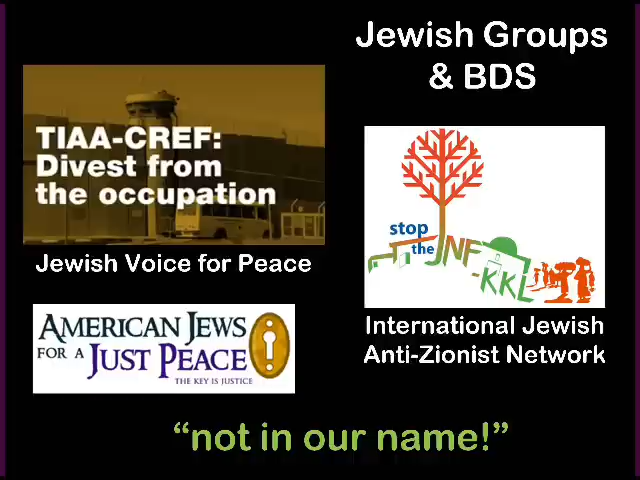 Jewish Groups
& BDS
TIAA-CREF:
Divest from
the occupation
Jewish Voice for Peace
stop
the JNF
-KKL
International Jewish
Anti-Zionist Network
AMERICAN JEWS
FOR A JUST PEACE
THE KEY IS JUSTICE
“not in our name!”